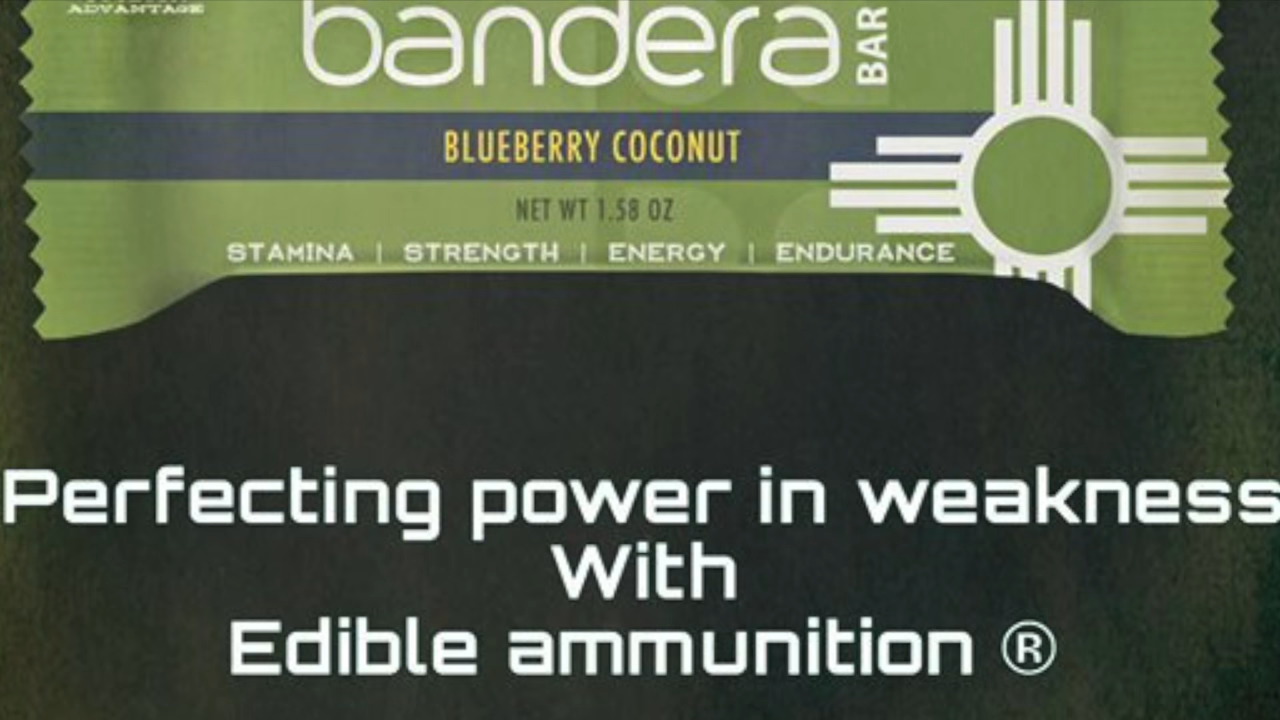 ADVANTAGE
bandera BAR
BLUEBERRY COCONUT
NET WT 1.58 OZ
STAMINA | STRENGTH | ENERGY | ENDURANCE
Perfecting power in weakness
With
Edible ammunition ®